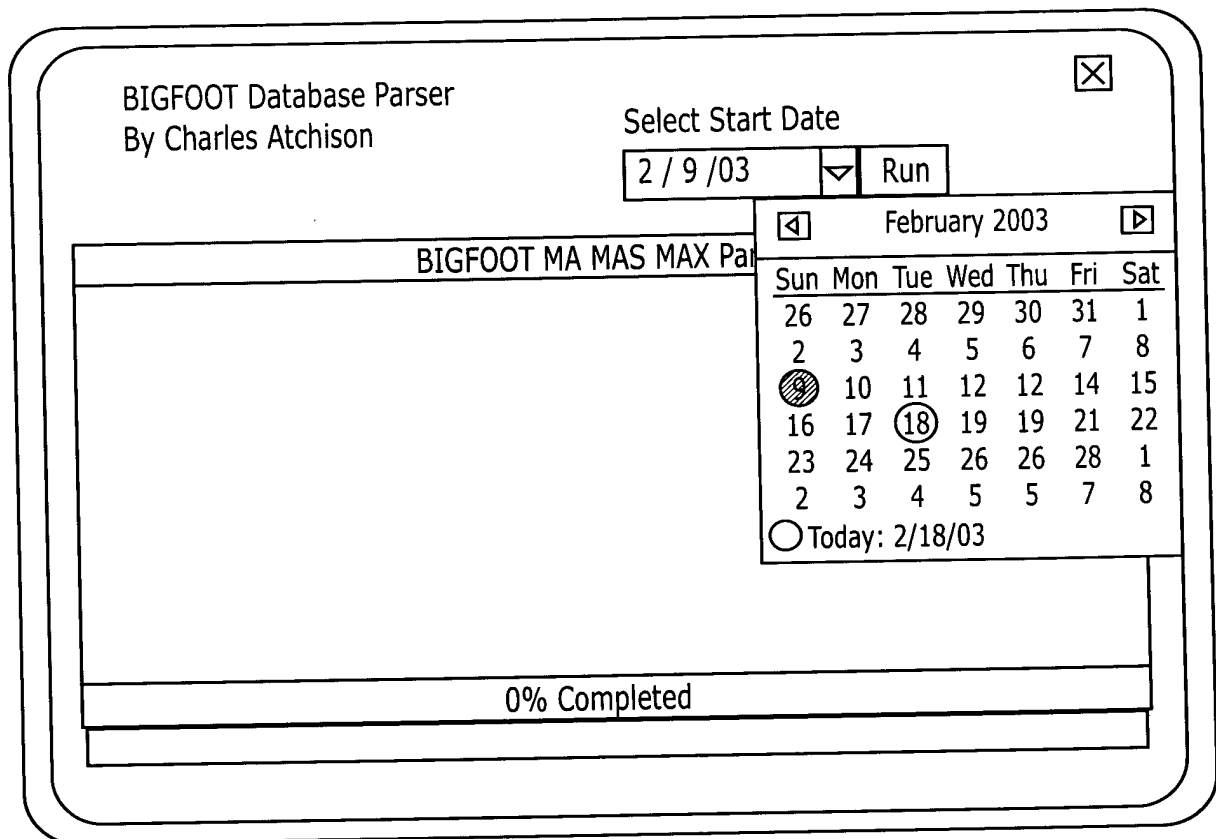 BIGFOOT Database Parser
By Charles Atchison
Select Start Date
2 / 9 /03
Run
February 2003
BIGFOOT MA MAS MAX Par
Sun Mon Tue Wed Thu Fri Sat
26 27 28 29 30 31 1
2 3 4 5 6 7 8
9 10 11 12 12 14 15
16 17 18 19 19 21 22
23 24 25 26 26 28 1
2 3 4 5 5 7 8
Today: 2/18/03
0% Completed